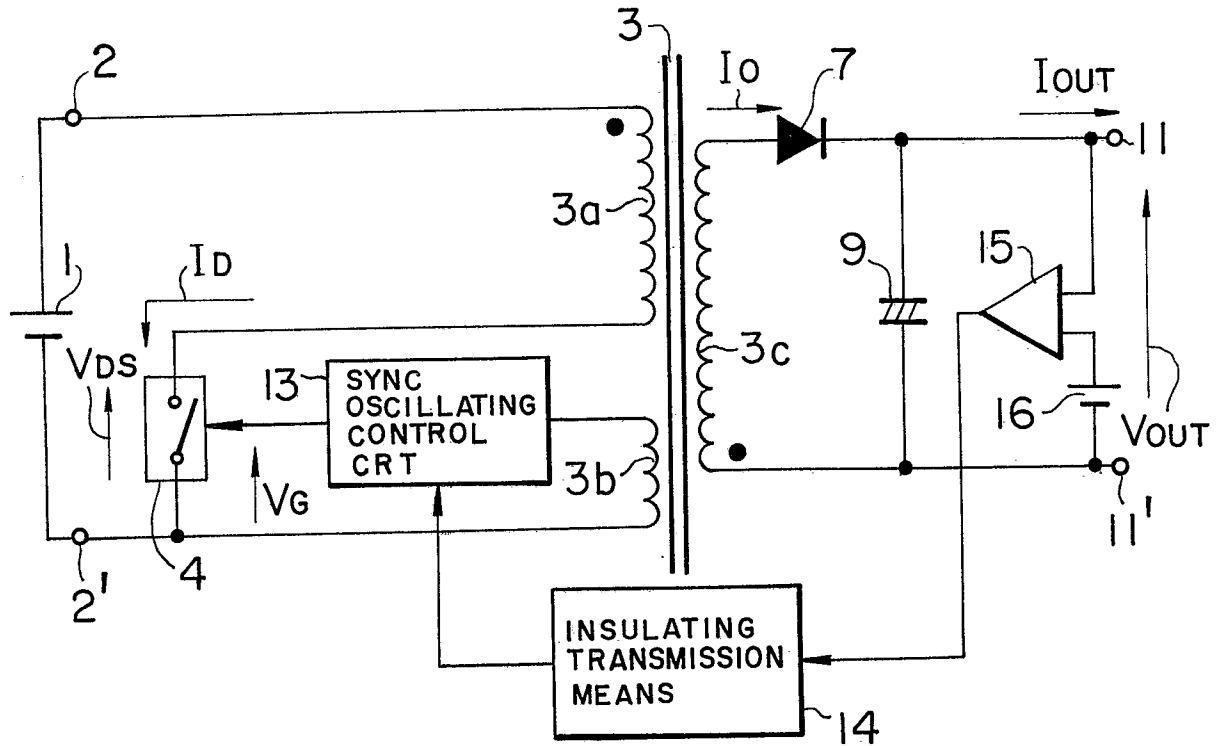 3
2
IO
7
IOUT
11
3a
1
ID
9
15
VDS
13
SYNC
OSCILLATING
CONTROL
CRT
3c
16
VOUT
3b
VG
4
11'
2'
INSULATING
TRANSMISSION
MEANS
14